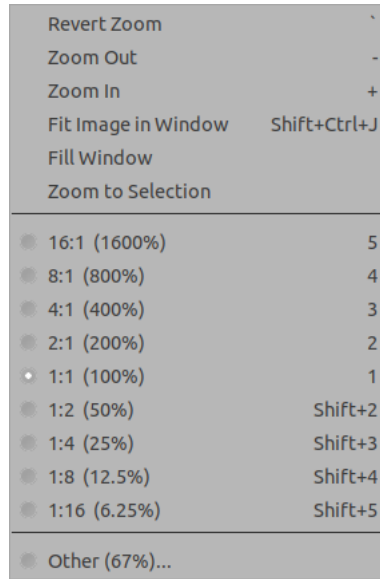 Revert Zoom `
Zoom Out -
Zoom In +
Fit Image in Window Shift+Ctrl+J
Fill Window
Zoom to Selection
16:1 (1600%) 5
8:1 (800%) 4
4:1 (400%) 3
2:1 (200%) 2
1:1 (100%) 1
1:2 (50%) Shift+2
1:4 (25%) Shift+3
1:8 (12.5%) Shift+4
1:16 (6.25%) Shift+5
Other (67%)...